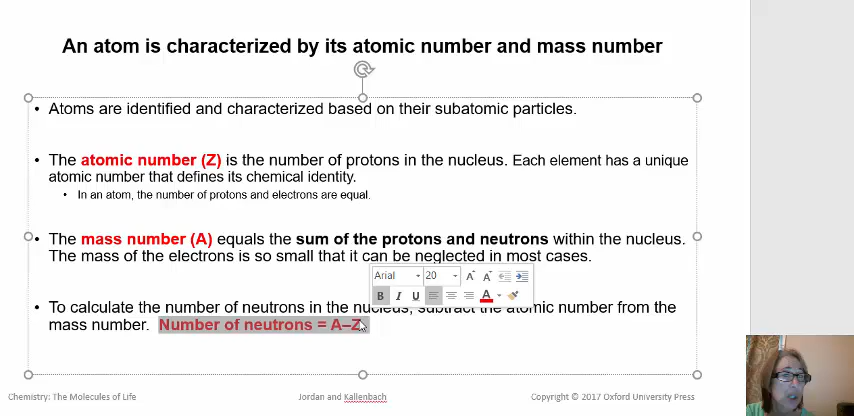 An atom is characterized by its atomic number and mass number
• Atoms are identified and characterized based on their subatomic particles.
• The atomic number (Z) is the number of protons in the nucleus. Each element has a unique
atomic number that defines its chemical identity.
• In an atom, the number of protons and electrons are equal.
• The mass number (A) equals the sum of the protons and neutrons within the nucleus.
The mass of the electrons is so small that it can be neglected in most cases.
Arial 20 A A
B I U A
• To calculate the number of neutrons in the nucleus, subtract the atomic number from the
mass number. Number of neutrons = A–Z
Chemistry: The Molecules of Life Jordan and Kallenbach Copyright © 2017 Oxford University Press